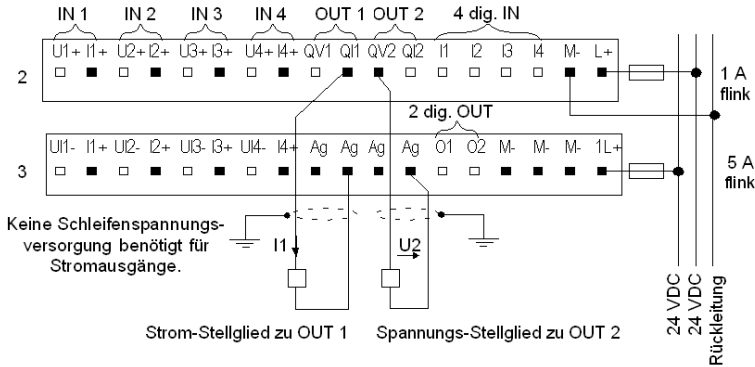 IN 1 IN 2 IN 3 IN 4 OUT 1 OUT 2 4 dig. IN
U1+ I1+ U2+ I2+ U3+ I3+ U4+ I4+ QV1 QI1 QV2 QI2 I1 I2 I3 I4 M- L+
2
1 A
flink
2 dig. OUT
UI1- I1+ UI2- I2+ UI3- I3+ UI4- I4+ Ag Ag Ag Ag O1 O2 M- M- M- 1L+
3
5 A
flink
Keine Schleifenspannungs-
versorgung benötigt für
Stromausgänge.
I1
U2
Strom-Stellglied zu OUT 1
Spannungs-Stellglied zu OUT 2
24 VDC
24 VDC
Rückleitung